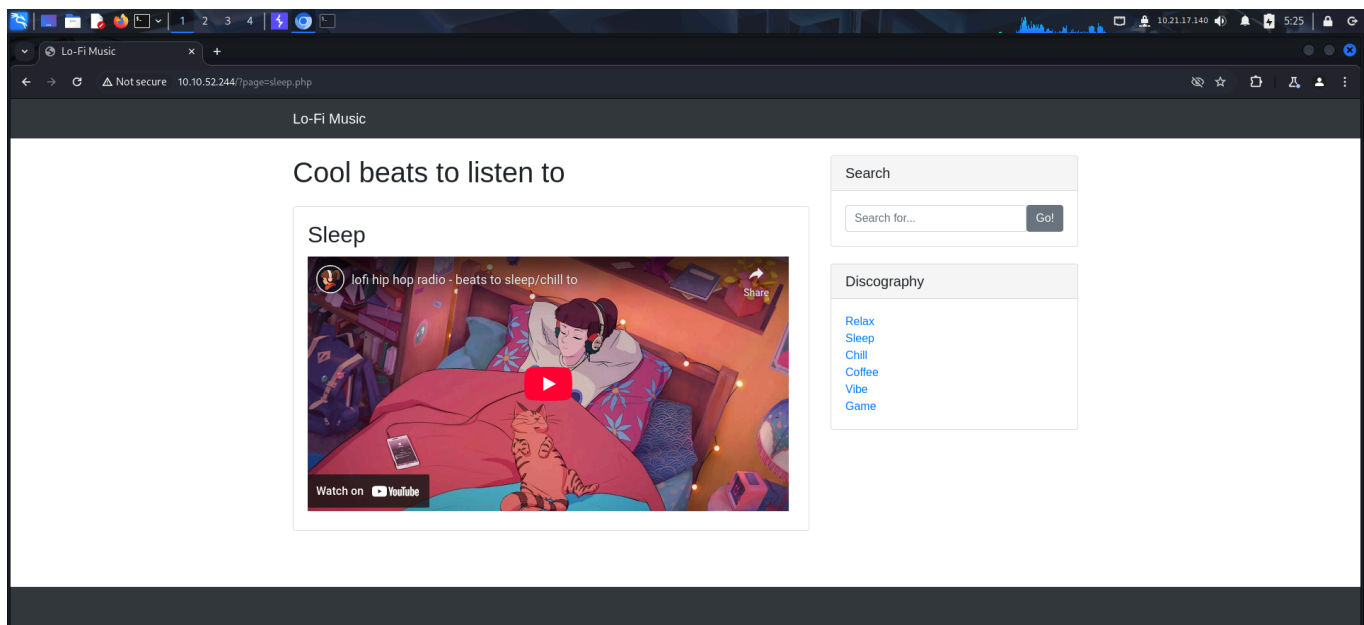 1 2 3 4 10.21.17.140 5:25
Lo-Fi Music
Not secure 10.10.52.244/?page=sleep.php
Lo-Fi Music
Cool beats to listen to
Sleep
lofi hip hop radio - beats to sleep/chill to
Share
Watch on YouTube
Search
Search for... Go!
Discography
Relax
Sleep
Chill
Coffee
Vibe
Game